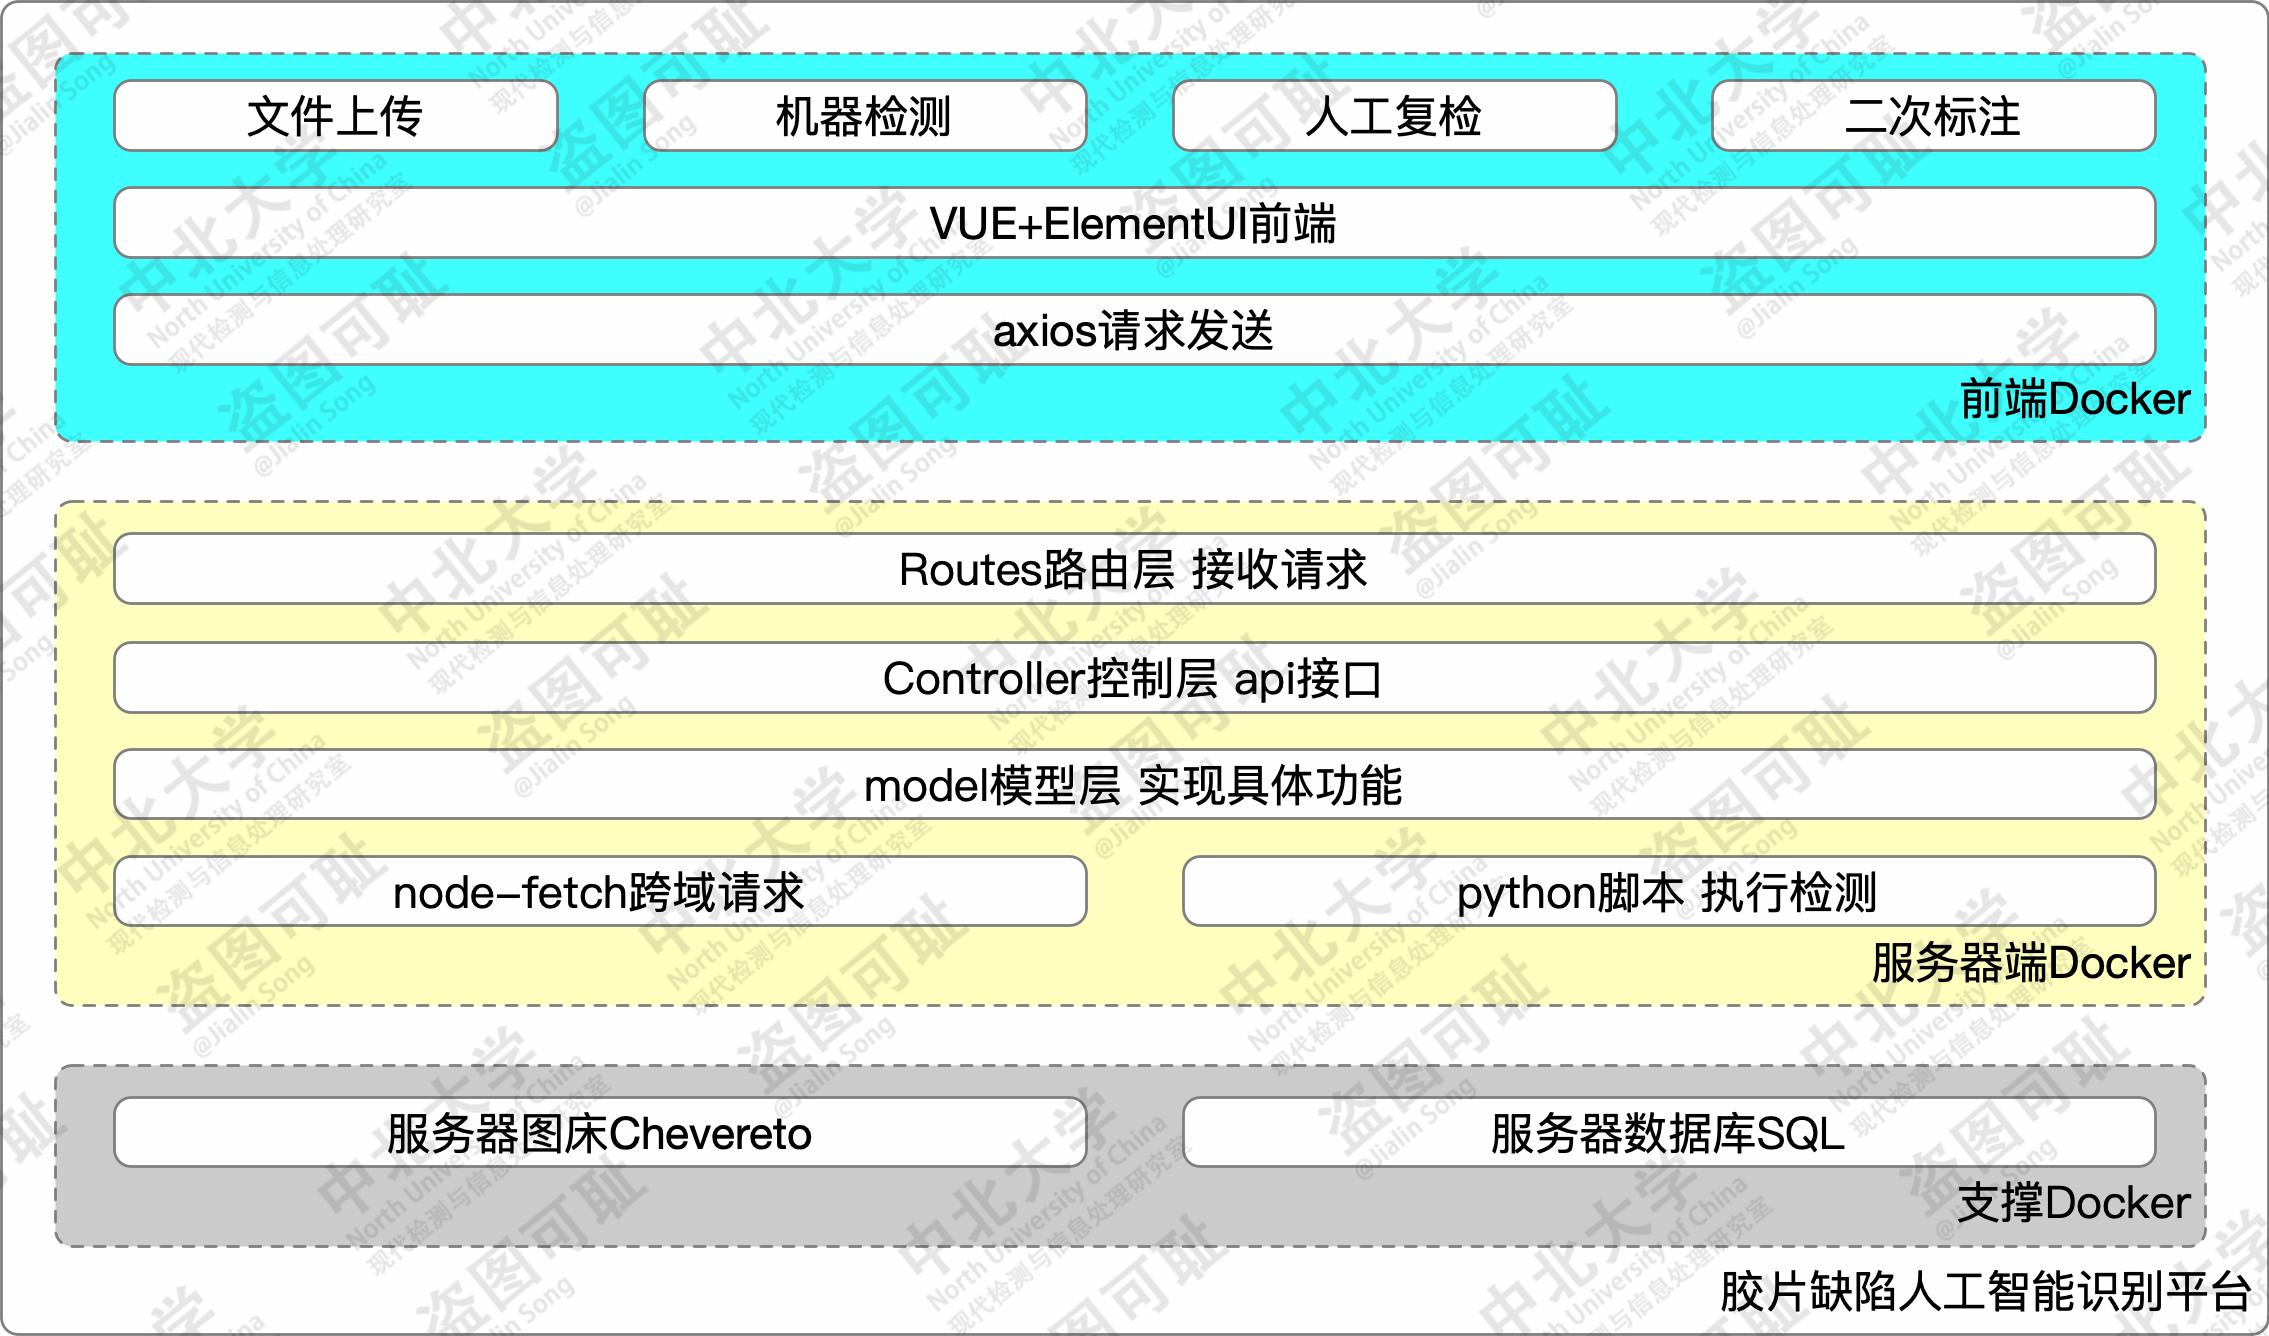 文件上传
机器检测
人工复检
二次标注
VUE+ElementUI前端
axios请求发送
前端Docker
Routes路由层 接收请求
Controller控制层 api接口
model模型层 实现具体功能
node-fetch跨域请求
python脚本 执行检测
服务器端Docker
服务器图床Chevereto
服务器数据库SQL
支撑Docker
胶片缺陷人工智能识别平台
中北大学
North University of China
现代检测与信息处理研究室
盗图可耻
@Jialin Song